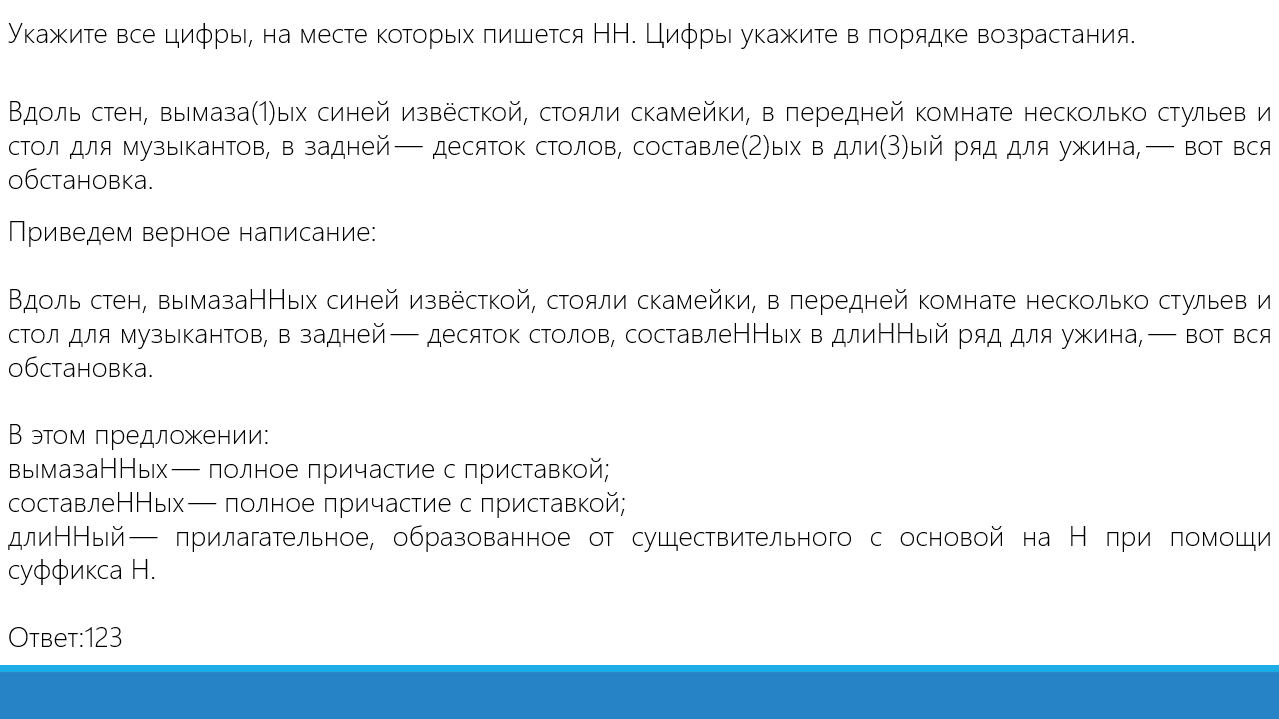 Укажите все цифры, на месте которых пишется НН. Цифры укажите в порядке возрастания.
Вдоль стен, вымаза(1)ых синей извёсткой, стояли скамейки, в передней комнате несколько стульев и
стол для музыкантов, в задней — десяток столов, составле(2)ых в дли(3)ый ряд для ужина, — вот вся
обстановка.
Приведем верное написание:
Вдоль стен, вымазаННых синей извёсткой, стояли скамейки, в передней комнате несколько стульев и
стол для музыкантов, в задней — десяток столов, составлеННых в длиННый ряд для ужина, — вот вся
обстановка.
В этом предложении:
вымазаННых — полное причастие с приставкой;
составлеННых — полное причастие с приставкой;
длиННый — прилагательное, образованное от существительного с основой на Н при помощи
суффикса Н.
Ответ:123